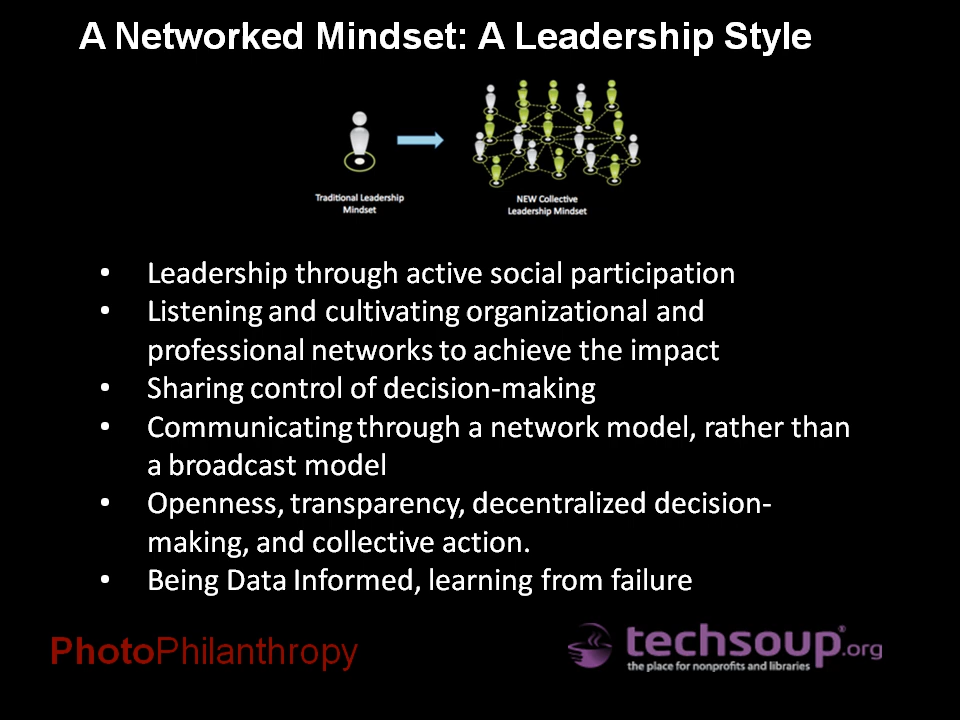 A Networked Mindset: A Leadership Style
Traditional Leadership
Mindset
NEW Collective
Leadership Mindset
• Leadership through active social participation
• Listening and cultivating organizational and
professional networks to achieve the impact
• Sharing control of decision-making
• Communicating through a network model, rather than
a broadcast model
• Openness, transparency, decentralized decision-
making, and collective action.
• Being Data Informed, learning from failure
PhotoPhilanthropy
techsoup®.org
the place for nonprofits and libraries